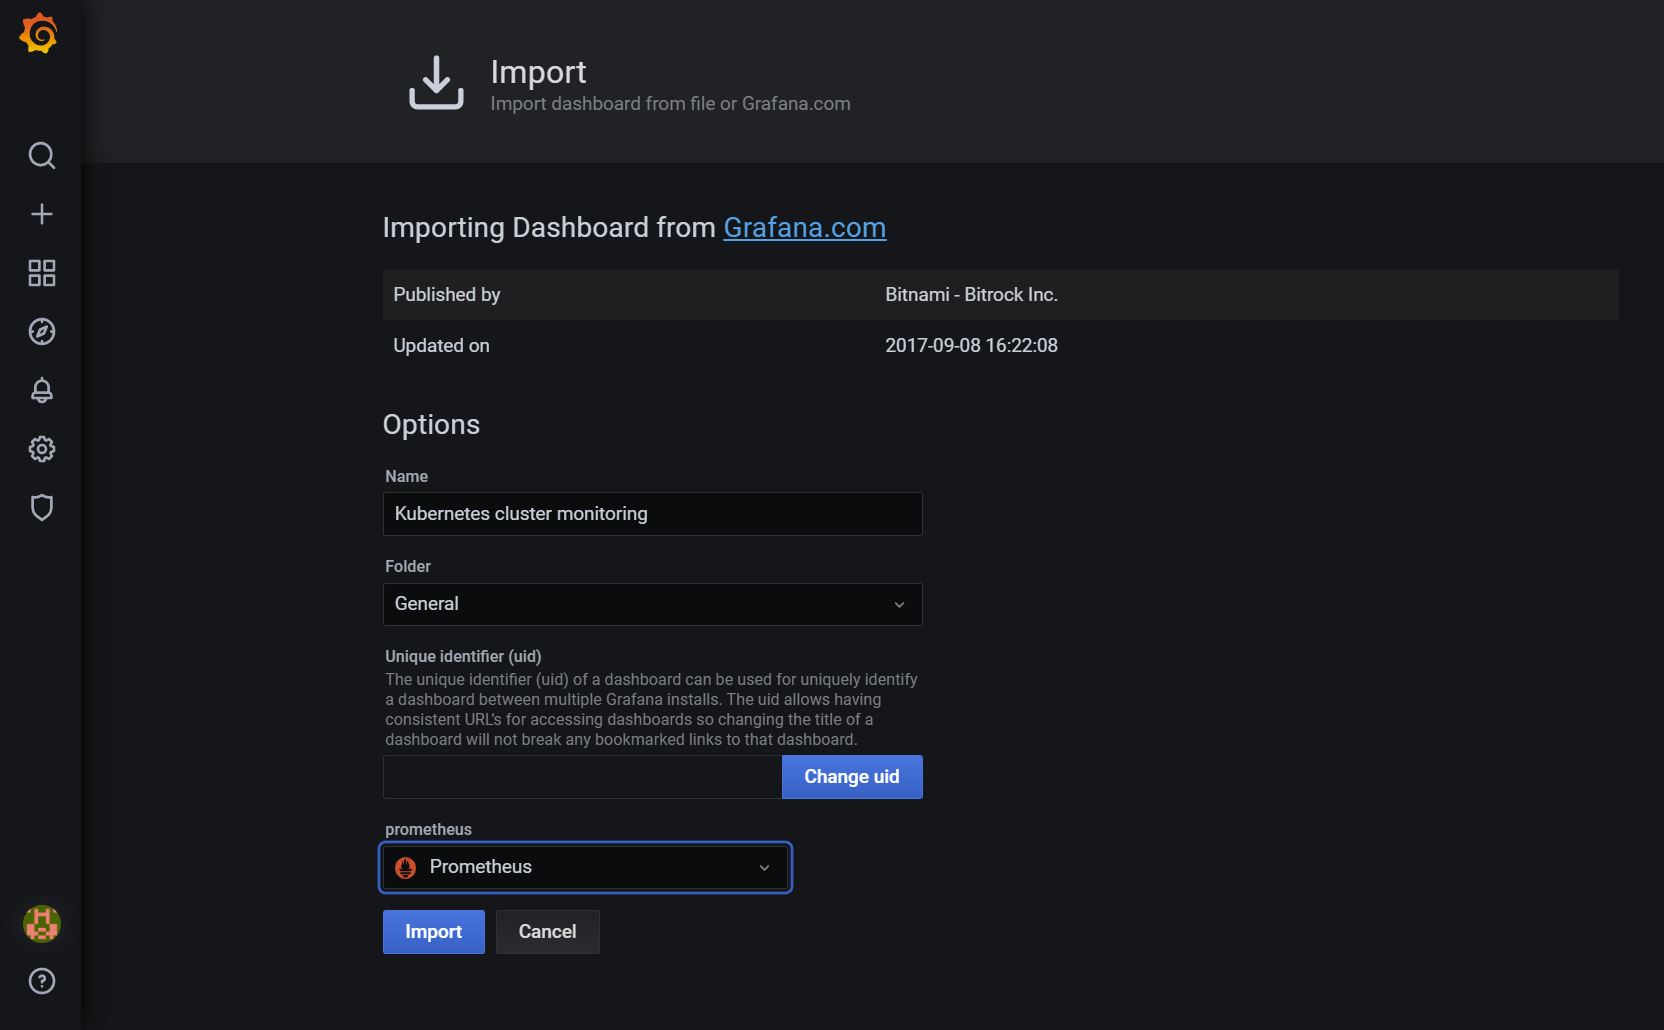 Import
Import dashboard from file or Grafana.com
Importing Dashboard from Grafana.com
Published by Bitnami - Bitrock Inc.
Updated on 2017-09-08 16:22:08
Options
Name
Kubernetes cluster monitoring
Folder
General
Unique identifier (uid)
The unique identifier (uid) of a dashboard can be used for uniquely identify
a dashboard between multiple Grafana installs. The uid allows having
consistent URL's for accessing dashboards so changing the title of a
dashboard will not break any bookmarked links to that dashboard.
Change uid
prometheus
Prometheus
Import Cancel